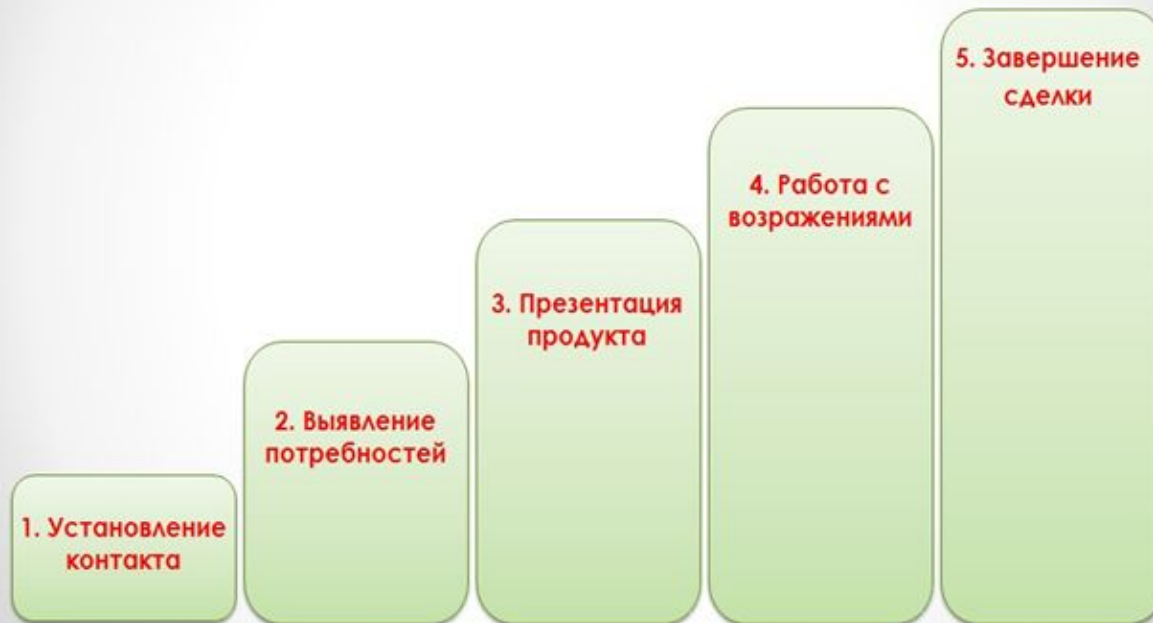 1. Установление
контакта
2. Выявление
потребностей
3. Презентация
продукта
4. Работа с
возражениями
5. Завершение
сделки